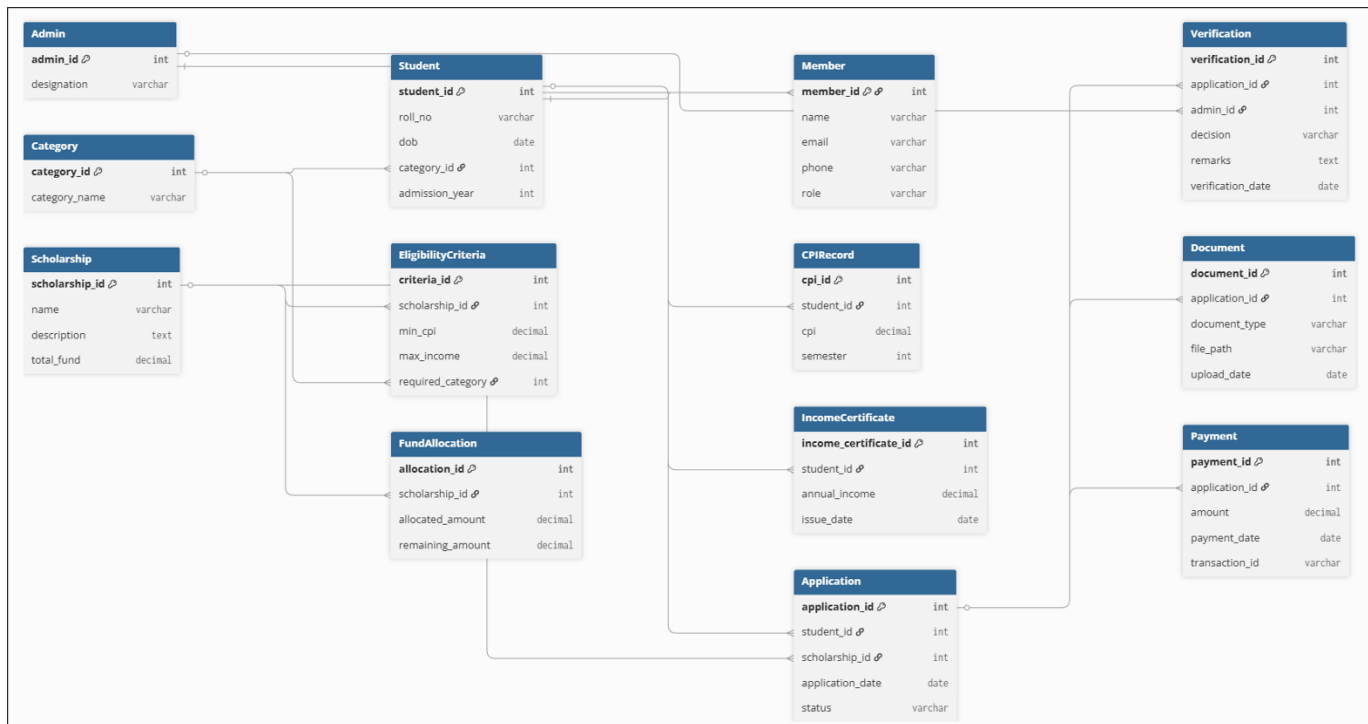 Admin
admin_id int
designation varchar
Category
category_id int
category_name varchar
Scholarship
scholarship_id int
name varchar
description text
total_fund decimal
Student
student_id int
roll_no varchar
dob date
category_id int
admission_year int
EligibilityCriteria
criteria_id int
scholarship_id int
min_cpi decimal
max_income decimal
required_category int
FundAllocation
allocation_id int
scholarship_id int
allocated_amount decimal
remaining_amount decimal
Member
member_id int
name varchar
email varchar
phone varchar
role varchar
CPIRecord
cpi_id int
student_id int
cpi decimal
semester int
IncomeCertificate
income_certificate_id int
student_id int
annual_income decimal
issue_date date
Application
application_id int
student_id int
scholarship_id int
application_date date
status varchar
Verification
verification_id int
application_id int
admin_id int
decision varchar
remarks text
verification_date date
Document
document_id int
application_id int
document_type varchar
file_path varchar
upload_date date
Payment
payment_id int
application_id int
amount decimal
payment_date date
transaction_id varchar